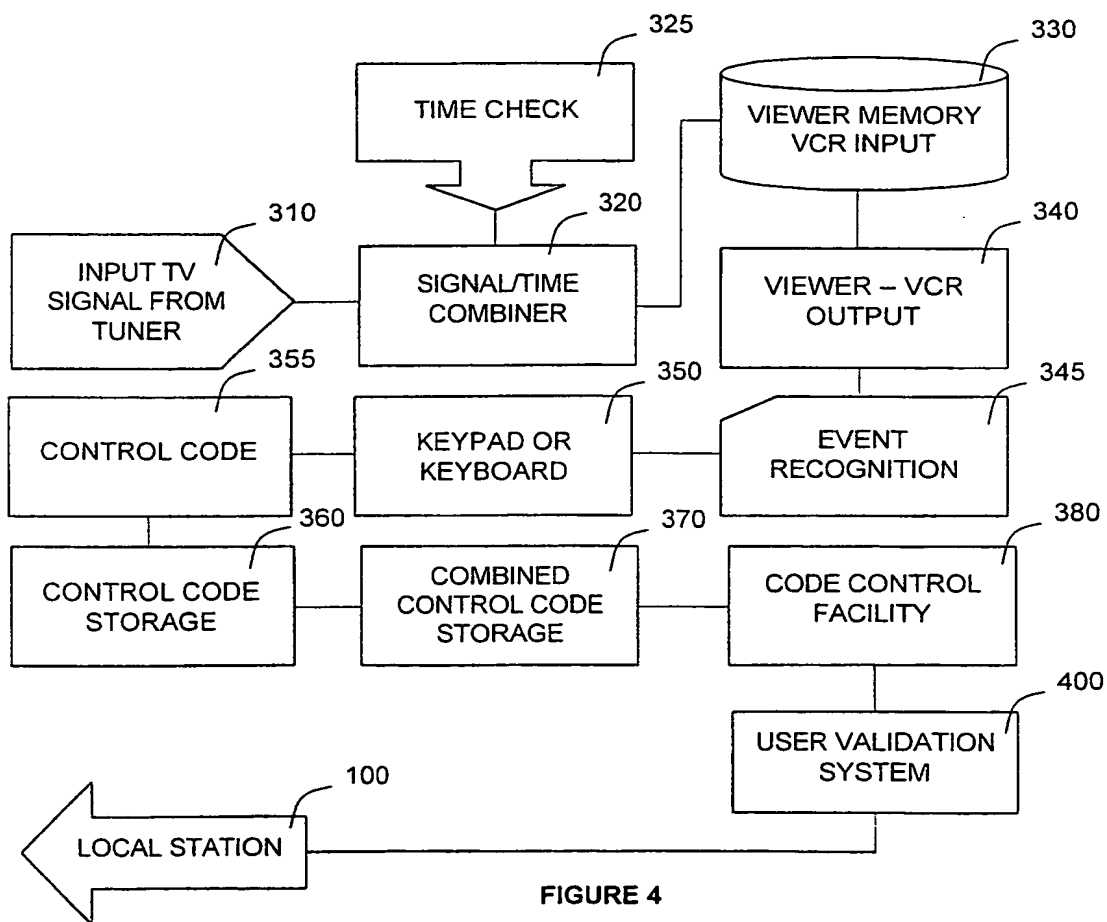 325
330
TIME CHECK
VIEWER MEMORY
VCR INPUT
310
320
340
INPUT TV
SIGNAL FROM
TUNER
SIGNAL/TIME
COMBINER
VIEWER – VCR
OUTPUT
355
350
345
CONTROL CODE
KEYPAD OR
KEYBOARD
EVENT
RECOGNITION
360
370
380
CONTROL CODE
STORAGE
COMBINED
CONTROL CODE
STORAGE
CODE CONTROL
FACILITY
400
USER VALIDATION
SYSTEM
100
LOCAL STATION
FIGURE 4